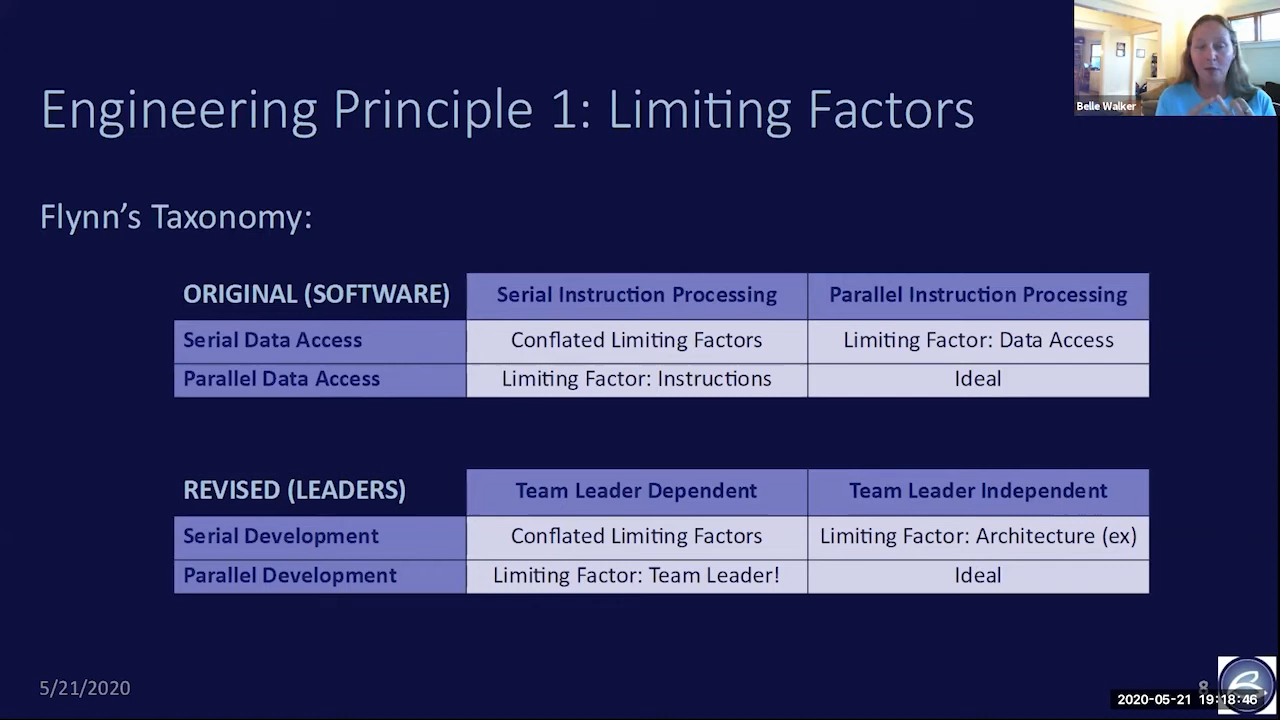 Belle Walker
Engineering Principle 1: Limiting Factors
Flynn’s Taxonomy:
ORIGINAL (SOFTWARE) Serial Instruction Processing Parallel Instruction Processing
Serial Data Access Conflated Limiting Factors Limiting Factor: Data Access
Parallel Data Access Limiting Factor: Instructions Ideal
REVISED (LEADERS) Team Leader Dependent Team Leader Independent
Serial Development Conflated Limiting Factors Limiting Factor: Architecture (ex)
Parallel Development Limiting Factor: Team Leader! Ideal
5/21/2020 8
2020-05-21 19:18:46